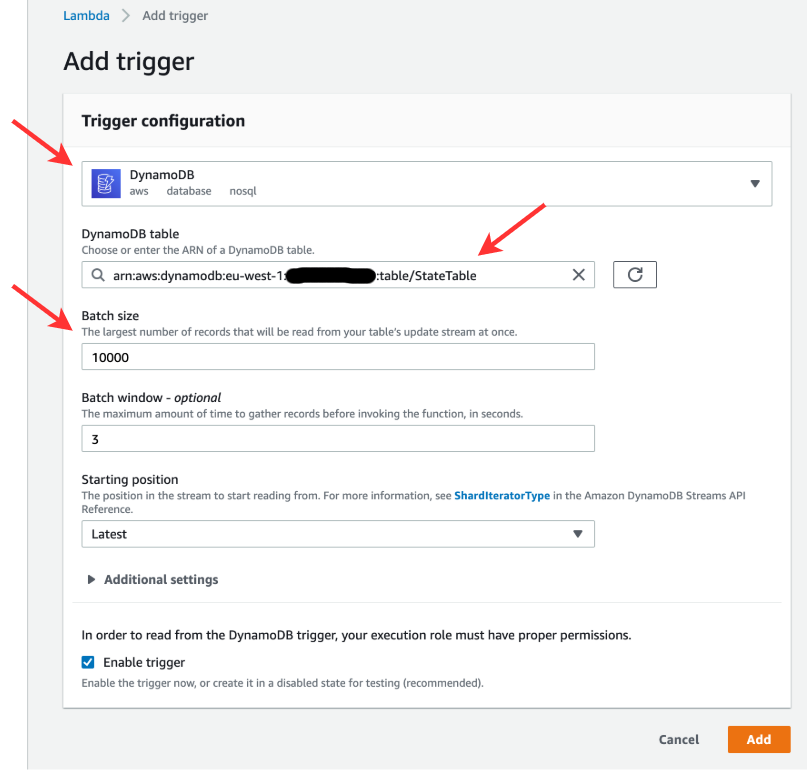 Lambda > Add trigger
Add trigger
Trigger configuration
DynamoDB
aws database nosql
DynamoDB table
Choose or enter the ARN of a DynamoDB table.
arn:aws:dynamodb:eu-west-1: :table/StateTable
Batch size
The largest number of records that will be read from your table's update stream at once.
10000
Batch window - optional
The maximum amount of time to gather records before invoking the function, in seconds.
3
Starting position
The position in the stream to start reading from. For more information, see ShardIteratorType in the Amazon DynamoDB Streams API
Reference.
Latest
Additional settings
In order to read from the DynamoDB trigger, your execution role must have proper permissions.
Enable trigger
Enable the trigger now, or create it in a disabled state for testing (recommended).
Cancel Add